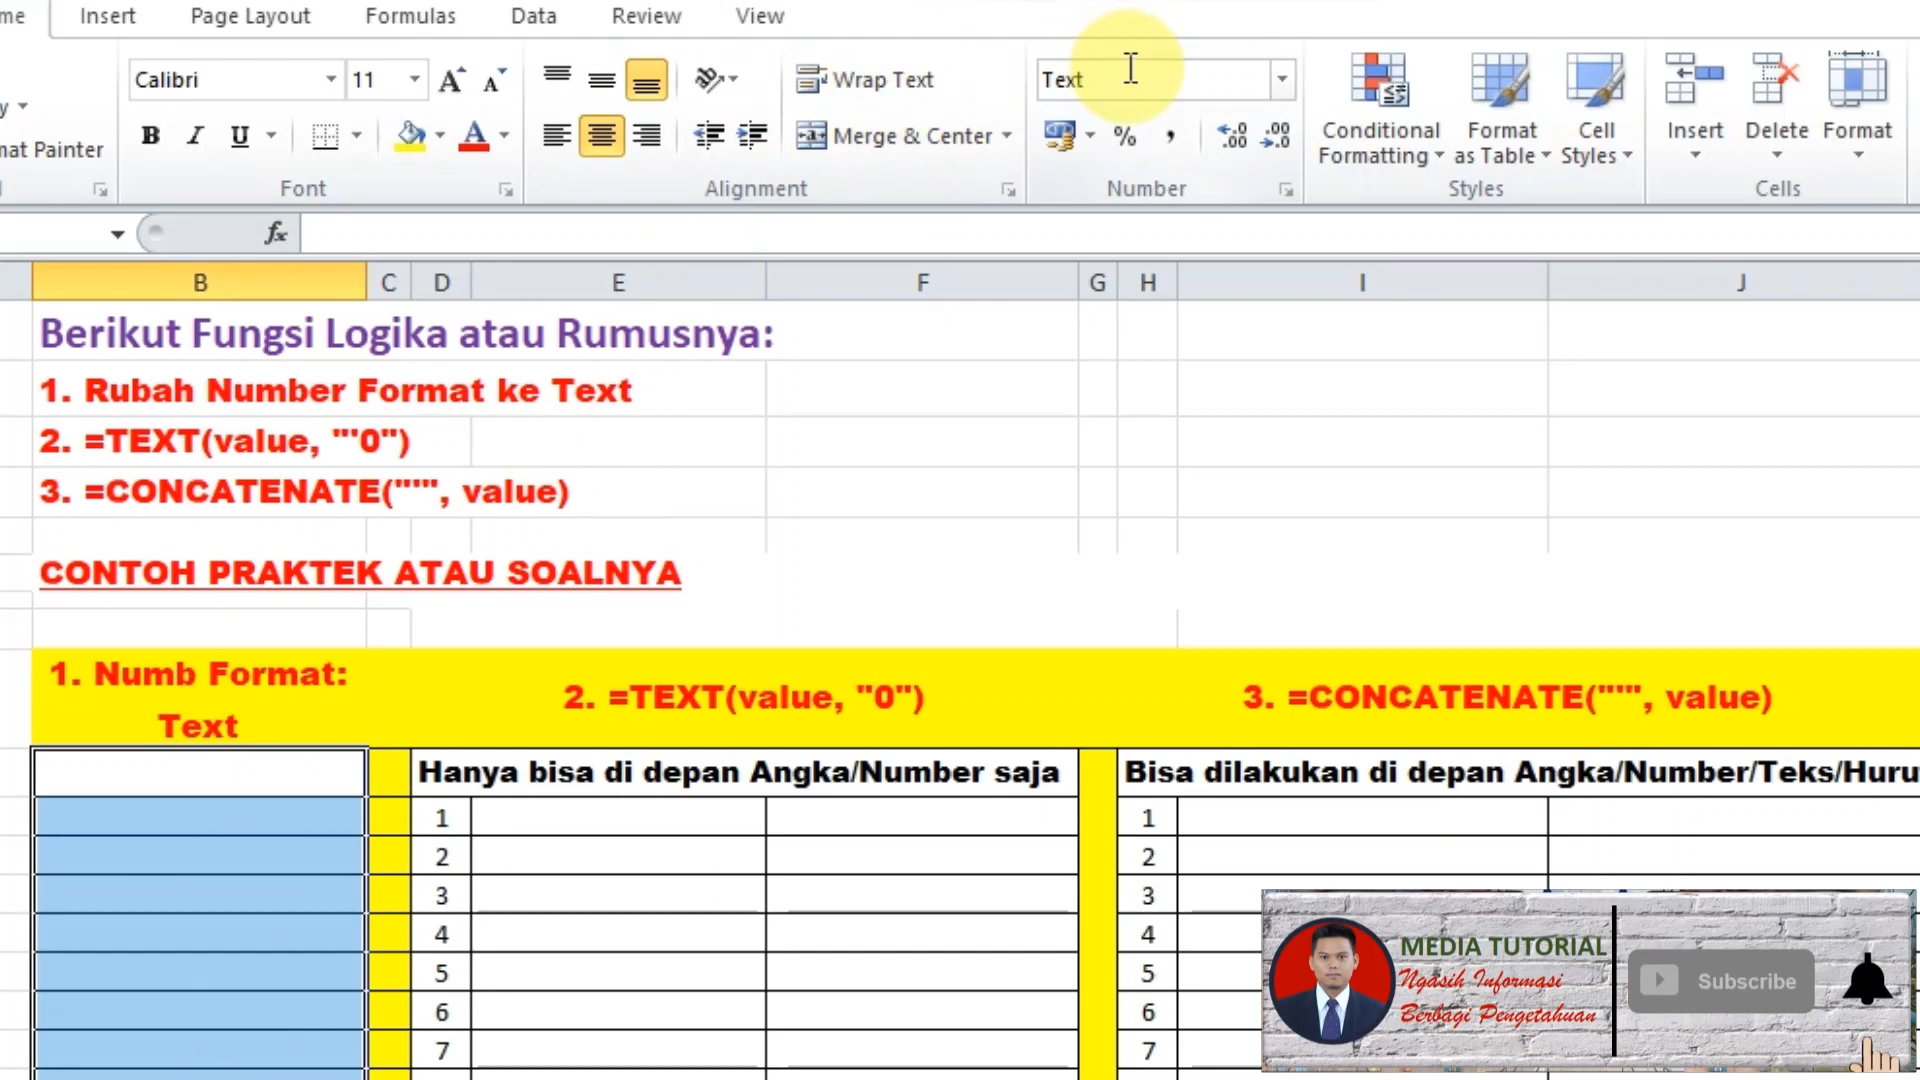 me Insert Page Layout Formulas Data Review View
Calibri 11 A A Wrap Text Text
B I U A Merge & Center % , .0 .00 .00 .0
mat Painter
Conditional Formatting
Format as Table
Cell Styles
Insert Delete Format
Font Alignment Number Styles Cells
fx
B C D E F G H I J
Berikut Fungsi Logika atau Rumusnya:
1. Rubah Number Format ke Text
2. =TEXT(value, "'0")
3. =CONCATENATE("'", value)
CONTOH PRAKTEK ATAU SOALNYA
1. Numb Format:
Text
2. =TEXT(value, "0")
3. =CONCATENATE("'", value)
Hanya bisa di depan Angka/Number saja
Bisa dilakukan di depan Angka/Number/Teks/Huru
1 1
2 2
3 3
4 4
5 5
6 6
7 7
MEDIA TUTORIAL
Ngasih Informasi
Berbagi Pengetahuan
Subscribe